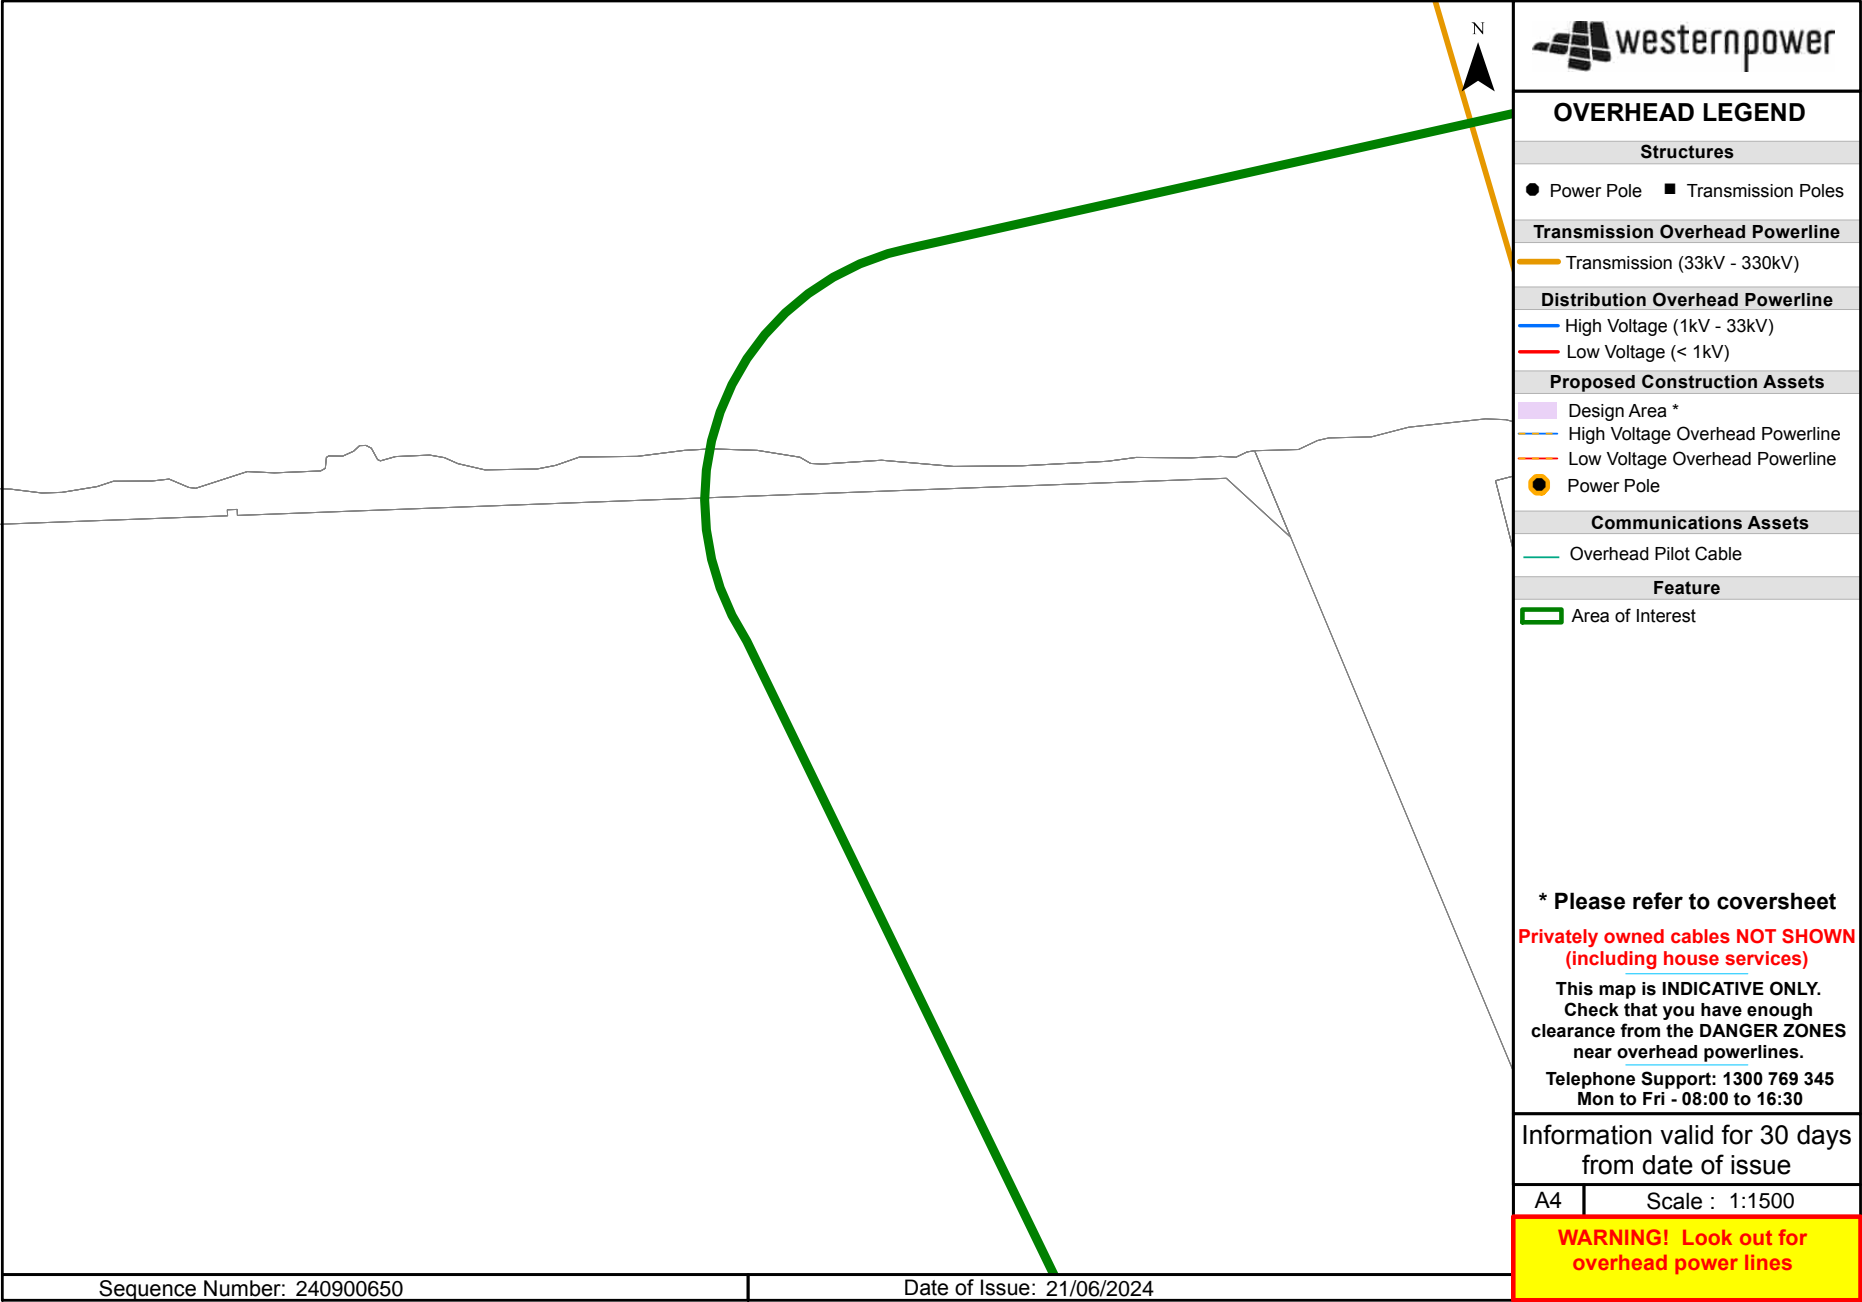 N
westernpower
OVERHEAD LEGEND
Structures
Power Pole Transmission Poles
Transmission Overhead Powerline
Transmission (33kV - 330kV)
Distribution Overhead Powerline
High Voltage (1kV - 33kV)
Low Voltage (< 1kV)
Proposed Construction Assets
Design Area *
High Voltage Overhead Powerline
Low Voltage Overhead Powerline
Power Pole
Communications Assets
Overhead Pilot Cable
Feature
Area of Interest
* Please refer to coversheet
Privately owned cables NOT SHOWN
(including house services)
This map is INDICATIVE ONLY.
Check that you have enough
clearance from the DANGER ZONES
near overhead powerlines.
Telephone Support: 1300 769 345
Mon to Fri - 08:00 to 16:30
Information valid for 30 days
from date of issue
A4 Scale : 1:1500
WARNING! Look out for
overhead power lines
Sequence Number: 240900650 Date of Issue: 21/06/2024